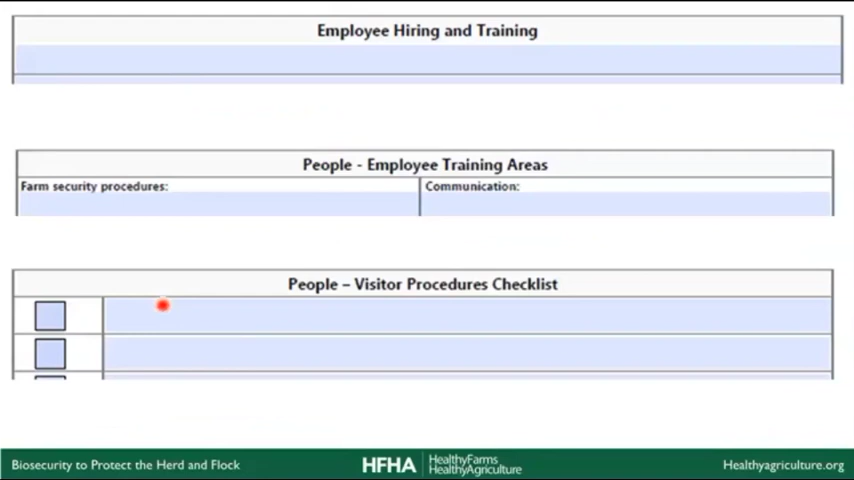 Employee Hiring and Training
People - Employee Training Areas
Farm security procedures:
Communication:
People – Visitor Procedures Checklist
Biosecurity to Protect the Herd and Flock
HFHA
HealthyFarms
HealthyAgriculture
Healthyagriculture.org